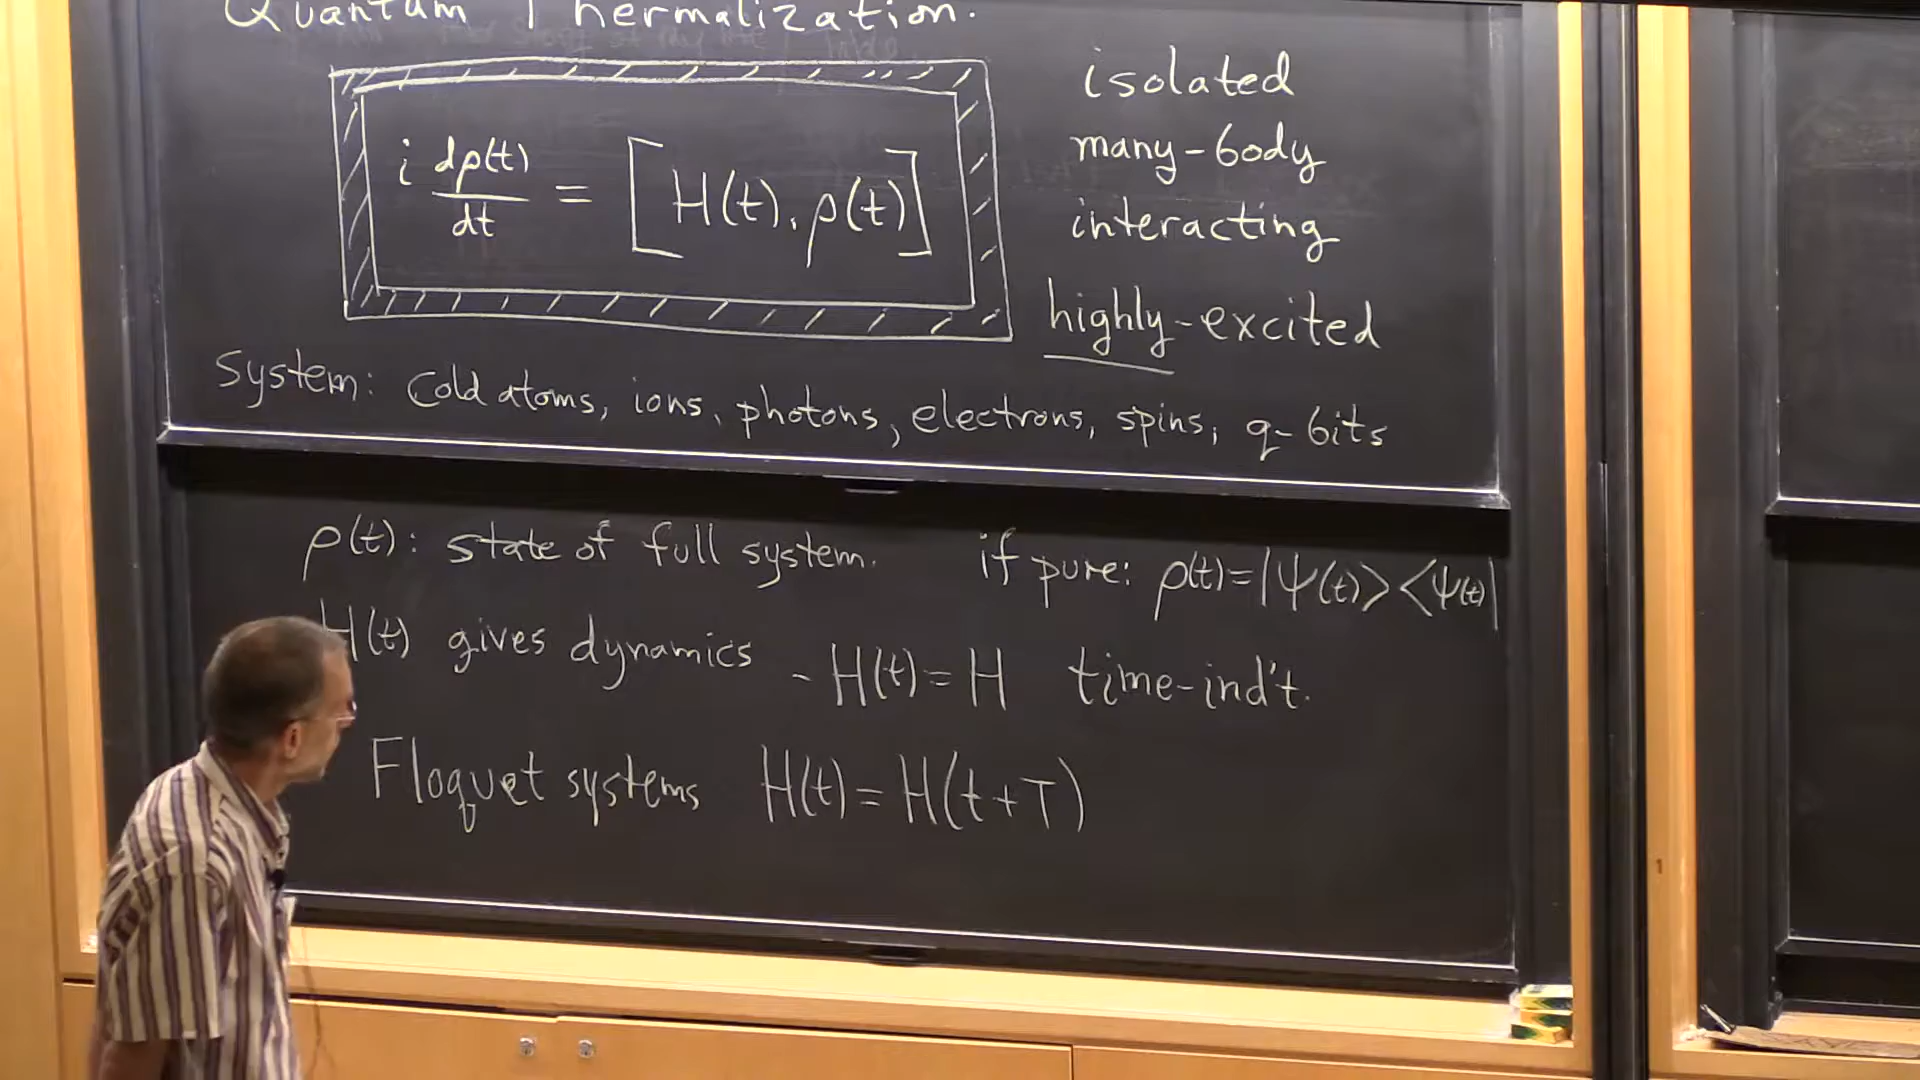 Quantum Thermalization.
i dρ(t)/dt = [H(t), ρ(t)]
isolated
many-body
interacting
highly-excited
System: Cold atoms, ions, photons, electrons, spins, q-bits
ρ(t): state of full system. if pure: ρ(t)=|ψ(t)><ψ(t)|
H(t) gives dynamics - H(t)=H time-ind't.
Floquet systems H(t)=H(t+T)